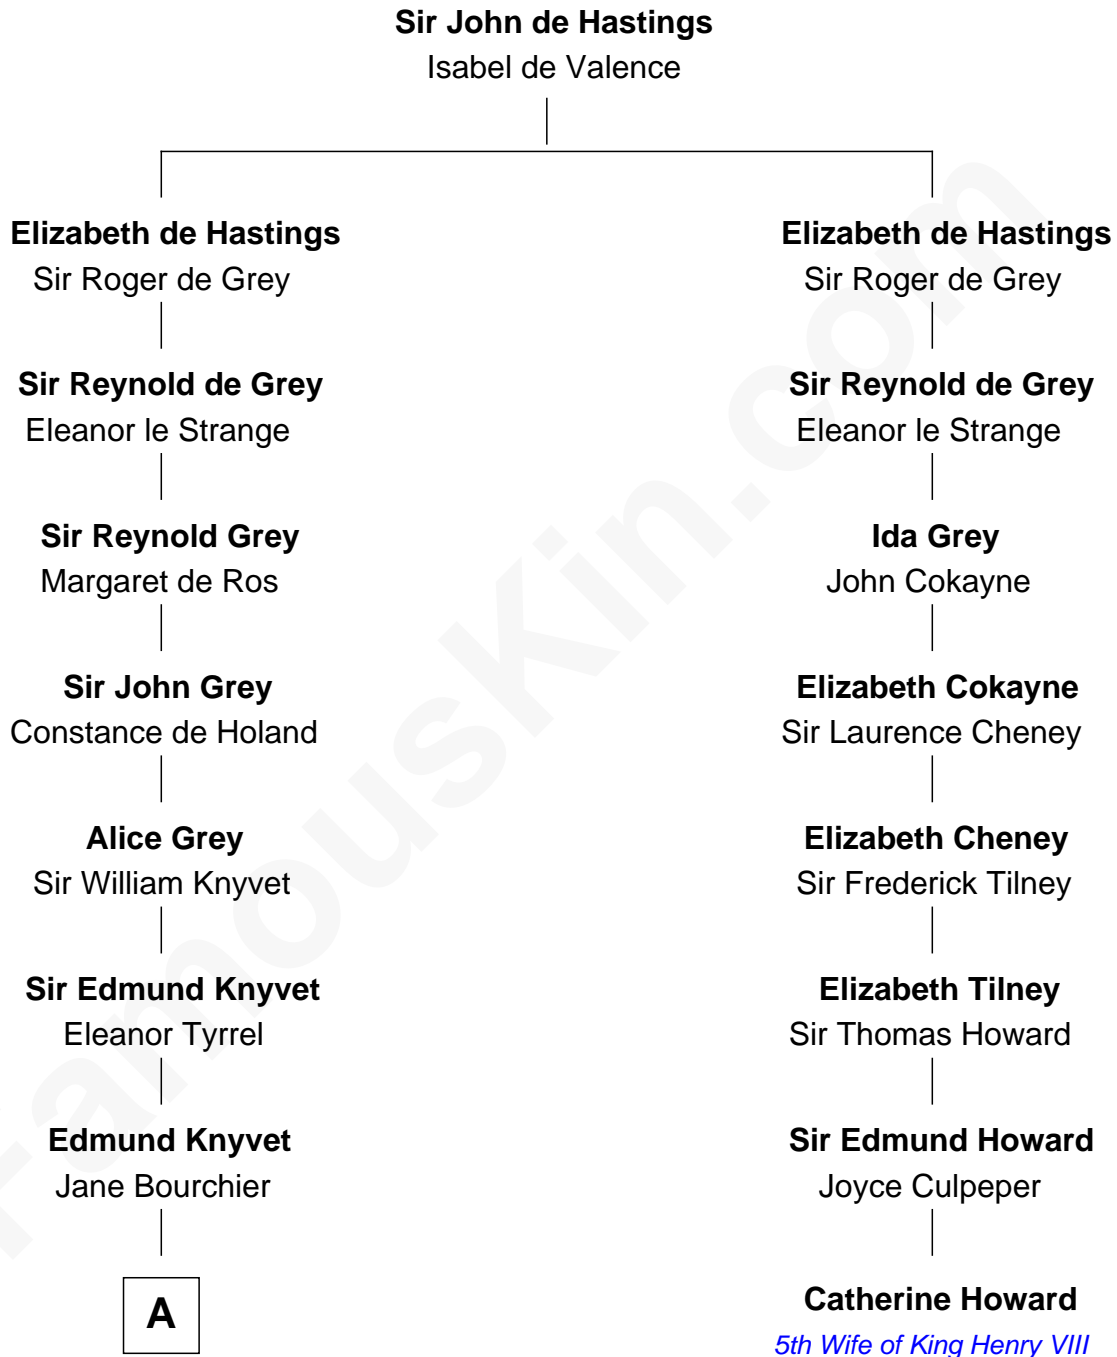 Sir John de Hastings
Isabel de Valence
Elizabeth de Hastings
Sir Roger de Grey
Sir Reynold de Grey
Eleanor le Strange
Sir Reynold Grey
Margaret de Ros
Sir John Grey
Constance de Holand
Alice Grey
Sir William Knyvet
Sir Edmund Knyvet
Eleanor Tyrrel
Edmund Knyvet
Jane Bourchier
A
Elizabeth de Hastings
Sir Roger de Grey
Sir Reynold de Grey
Eleanor le Strange
Ida Grey
John Cokayne
Elizabeth Cokayne
Sir Laurence Cheney
Elizabeth Cheney
Sir Frederick Tilney
Elizabeth Tilney
Sir Thomas Howard
Sir Edmund Howard
Joyce Culpeper
Catherine Howard
5th Wife of King Henry VIII
FamousKin.com